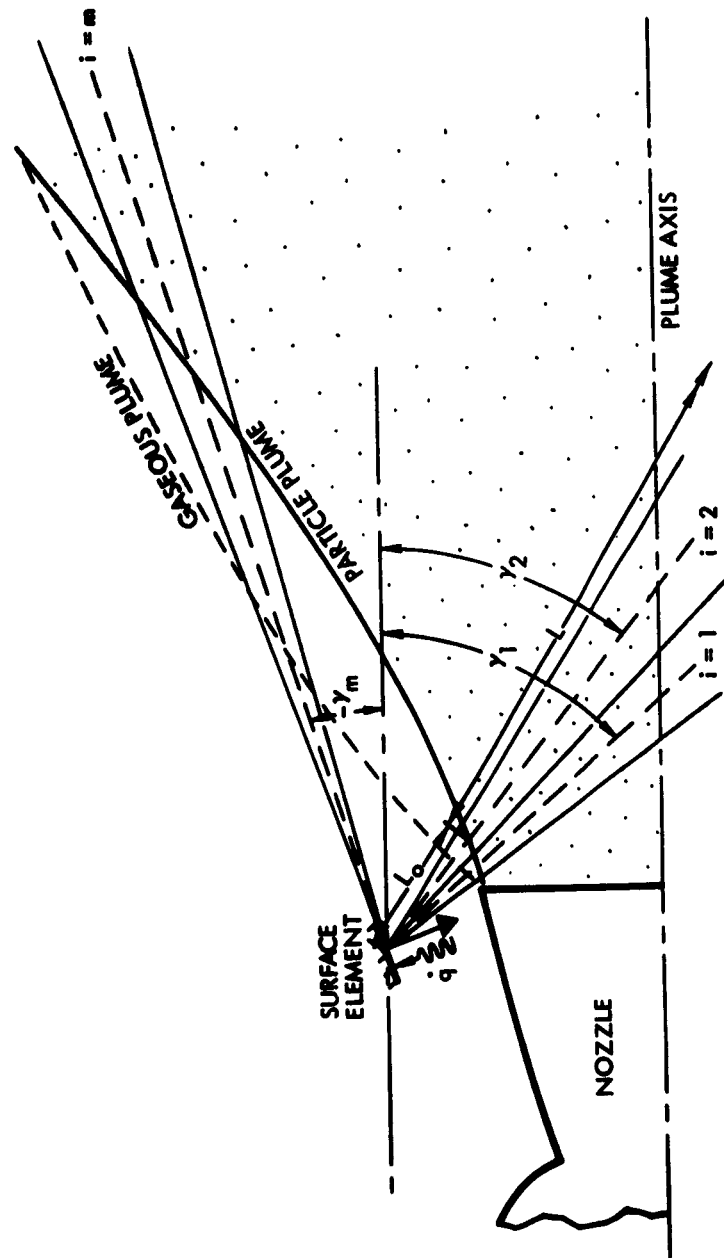 GASEOUS PLUME
i = m
PARTICLE PLUME
-γm
SURFACE
ELEMENT
L₀
L
γ1
γ2
q̇
NOZZLE
PLUME AXIS
i = 1
i = 2